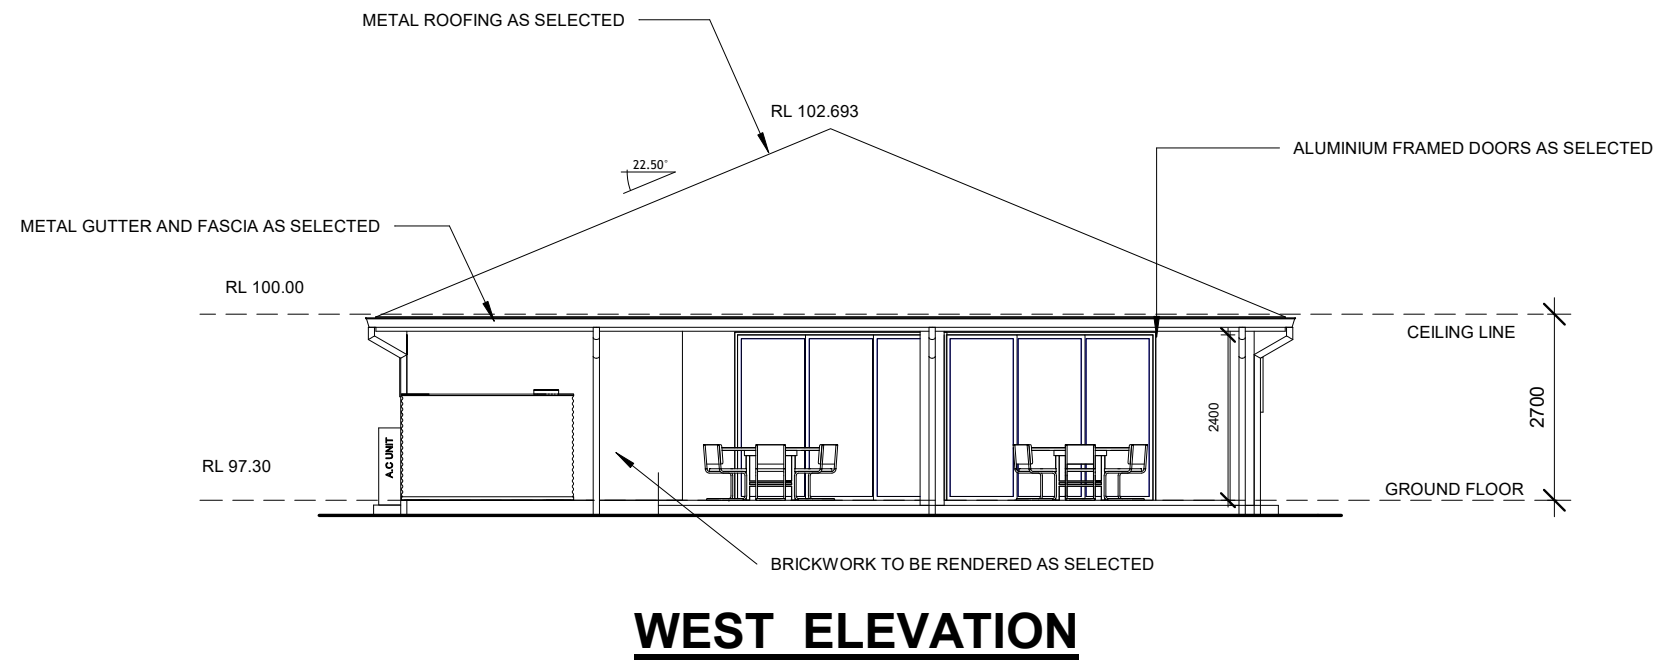 METAL ROOFING AS SELECTED
RL 102.693
ALUMINIUM FRAMED DOORS AS SELECTED
22.50°
METAL GUTTER AND FASCIA AS SELECTED
RL 100.00
CEILING LINE
2700
2400
A.C UNIT
RL 97.30
GROUND FLOOR
BRICKWORK TO BE RENDERED AS SELECTED
WEST ELEVATION